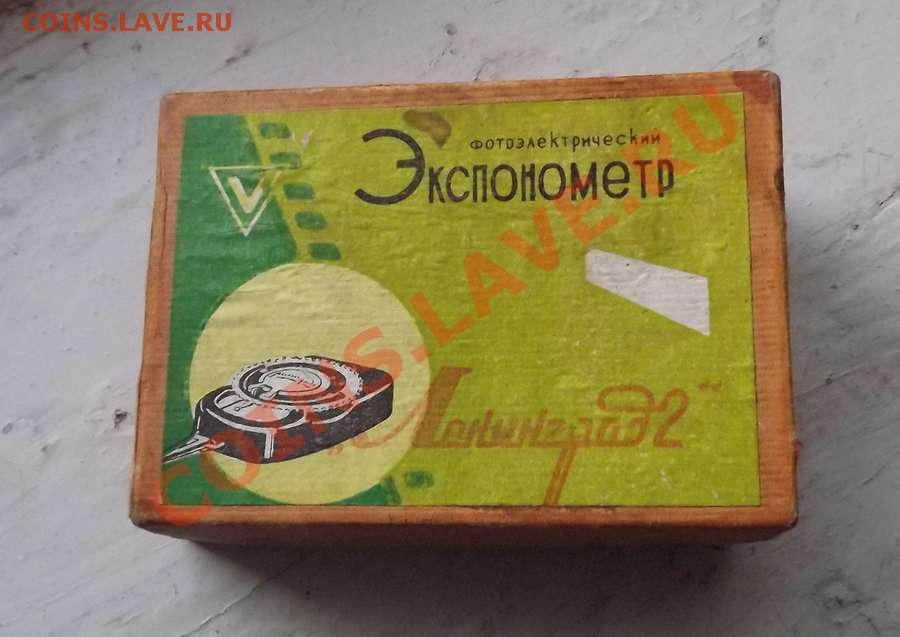 COINS.LAVE.RU
фотоэлектрический
Экспонометр
V
„Ленинград 2"
COINS.LAVE.RU